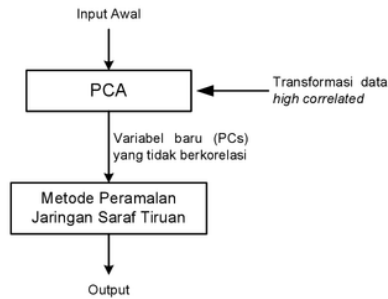 Input Awal
PCA
Transformasi data
high correlated
Variabel baru (PCs)
yang tidak berkorelasi
Metode Peramalan
Jaringan Saraf Tiruan
Output